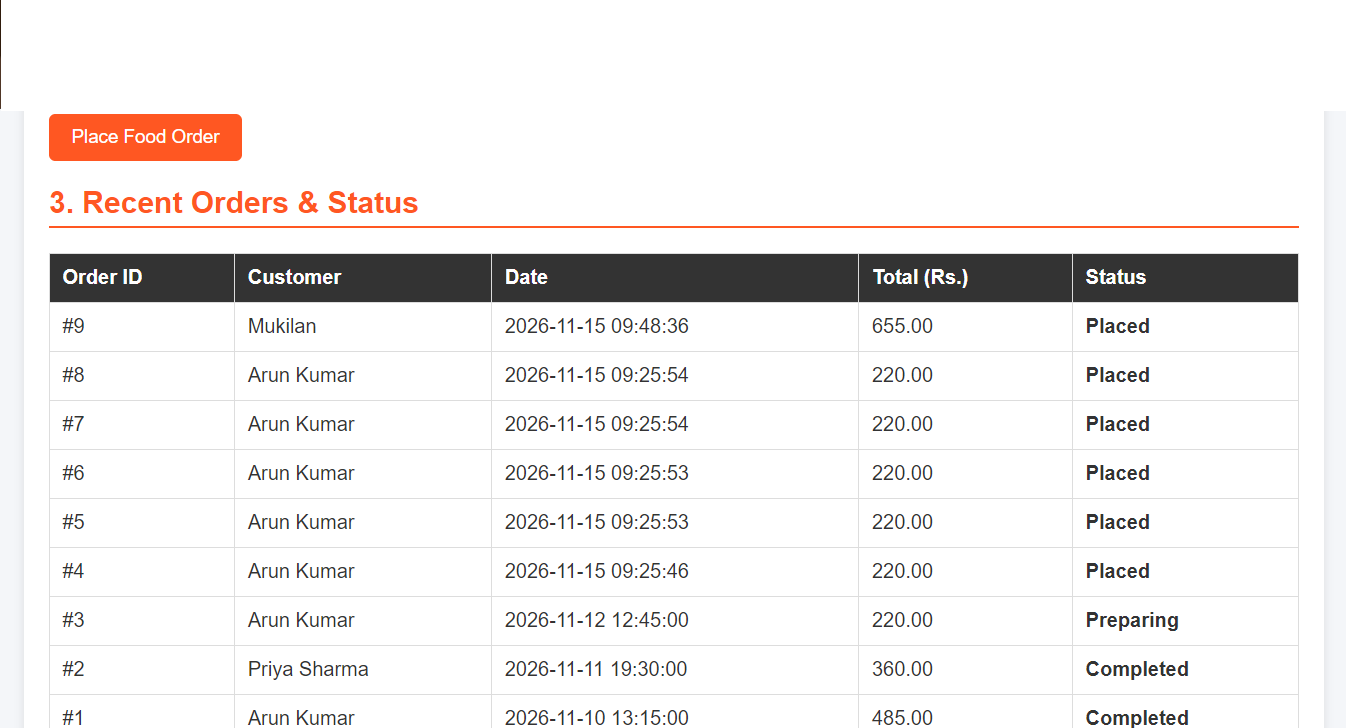 Place Food Order
3. Recent Orders & Status
Order ID Customer Date Total (Rs.) Status
#9 Mukilan 2026-11-15 09:48:36 655.00 Placed
#8 Arun Kumar 2026-11-15 09:25:54 220.00 Placed
#7 Arun Kumar 2026-11-15 09:25:54 220.00 Placed
#6 Arun Kumar 2026-11-15 09:25:53 220.00 Placed
#5 Arun Kumar 2026-11-15 09:25:53 220.00 Placed
#4 Arun Kumar 2026-11-15 09:25:46 220.00 Placed
#3 Arun Kumar 2026-11-12 12:45:00 220.00 Preparing
#2 Priya Sharma 2026-11-11 19:30:00 360.00 Completed
#1 Arun Kumar 2026-11-10 13:15:00 485.00 Completed